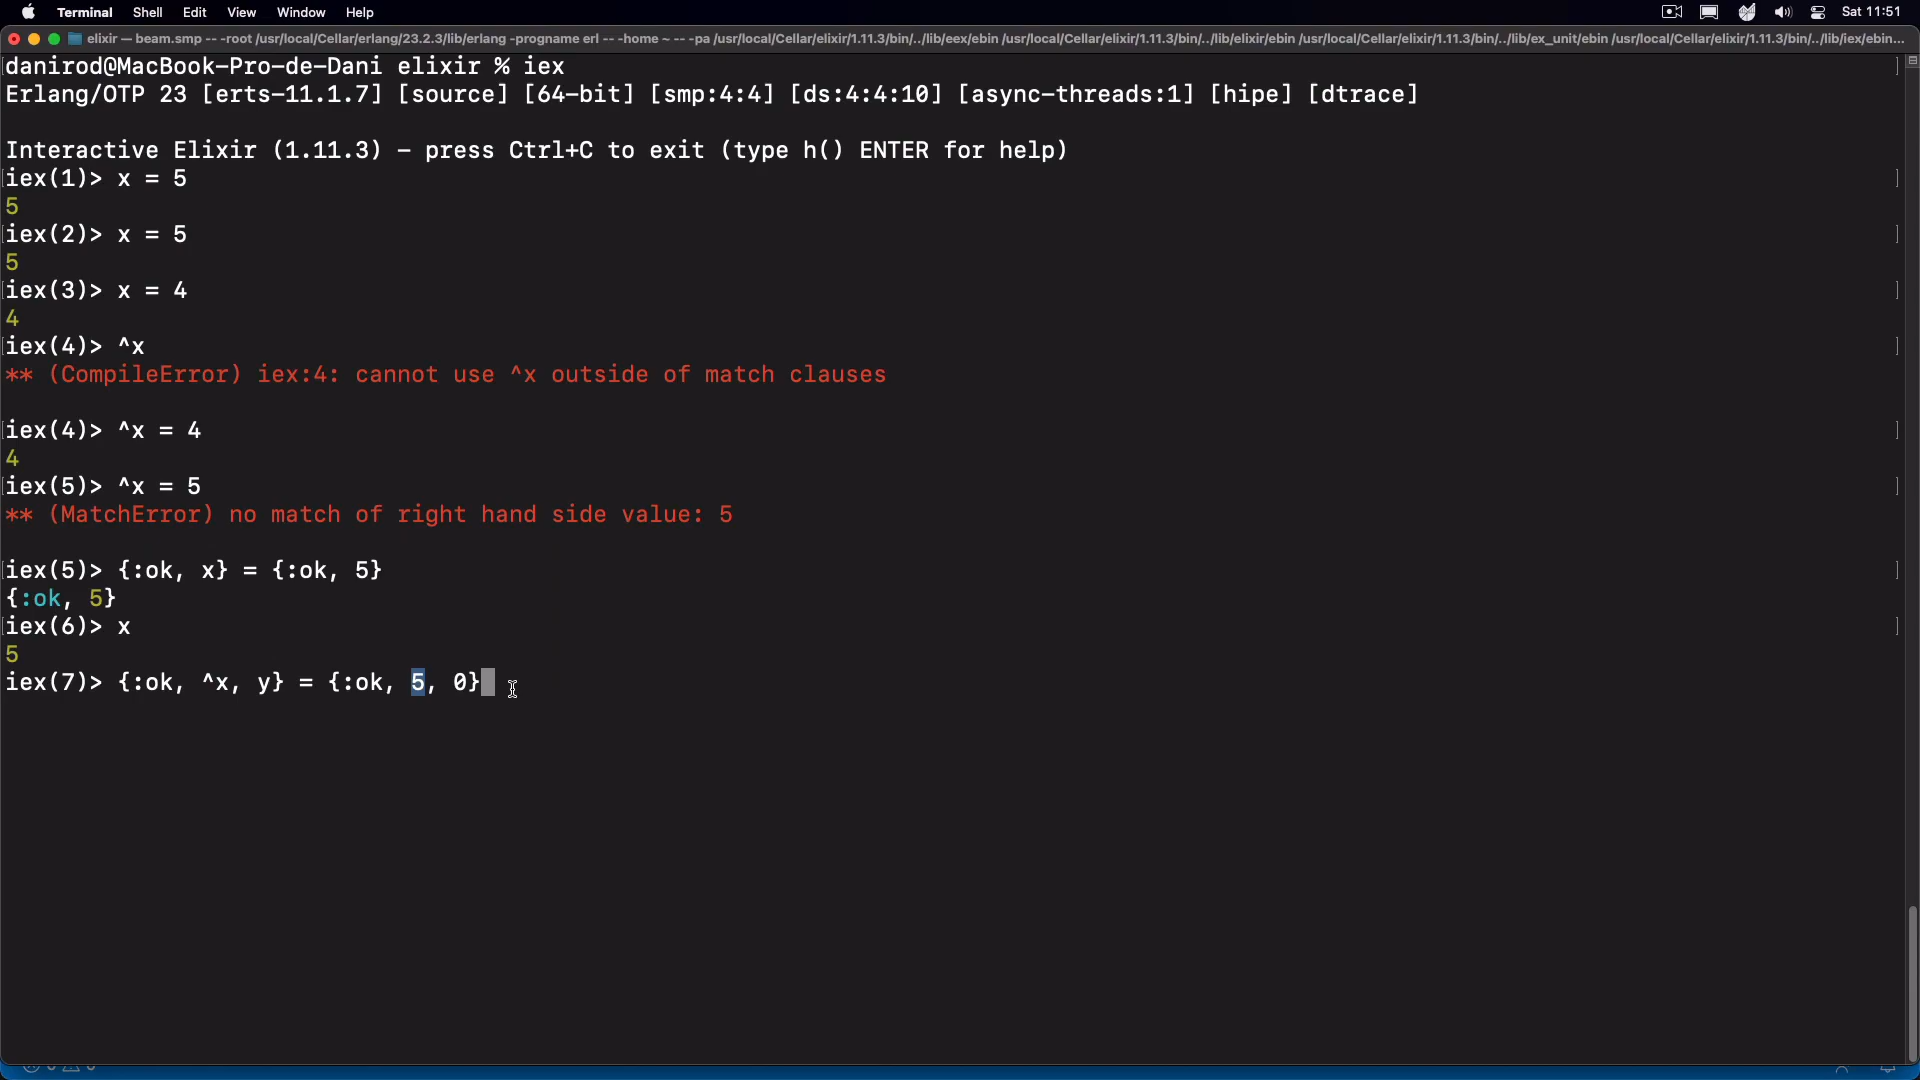 Terminal Shell Edit View Window Help Sat 11:51
elixir — beam.smp -- -root /usr/local/Cellar/erlang/23.2.3/lib/erlang -progname erl -- -home ~ -- -pa /usr/local/Cellar/elixir/1.11.3/bin/../lib/eex/ebin /usr/local/Cellar/elixir/1.11.3/bin/../lib/elixir/ebin /usr/local/Cellar/elixir/1.11.3/bin/../lib/ex_unit/ebin /usr/local/Cellar/elixir/1.11.3/bin/../lib/iex/ebin...
danirod@MacBook-Pro-de-Dani elixir % iex
Erlang/OTP 23 [erts-11.1.7] [source] [64-bit] [smp:4:4] [ds:4:4:10] [async-threads:1] [hipe] [dtrace]
Interactive Elixir (1.11.3) - press Ctrl+C to exit (type h() ENTER for help)
iex(1)> x = 5
5
iex(2)> x = 5
5
iex(3)> x = 4
4
iex(4)> ^x
** (CompileError) iex:4: cannot use ^x outside of match clauses
iex(4)> ^x = 4
4
iex(5)> ^x = 5
** (MatchError) no match of right hand side value: 5
iex(5)> {:ok, x} = {:ok, 5}
{:ok, 5}
iex(6)> x
5
iex(7)> {:ok, ^x, y} = {:ok, 5, 0}